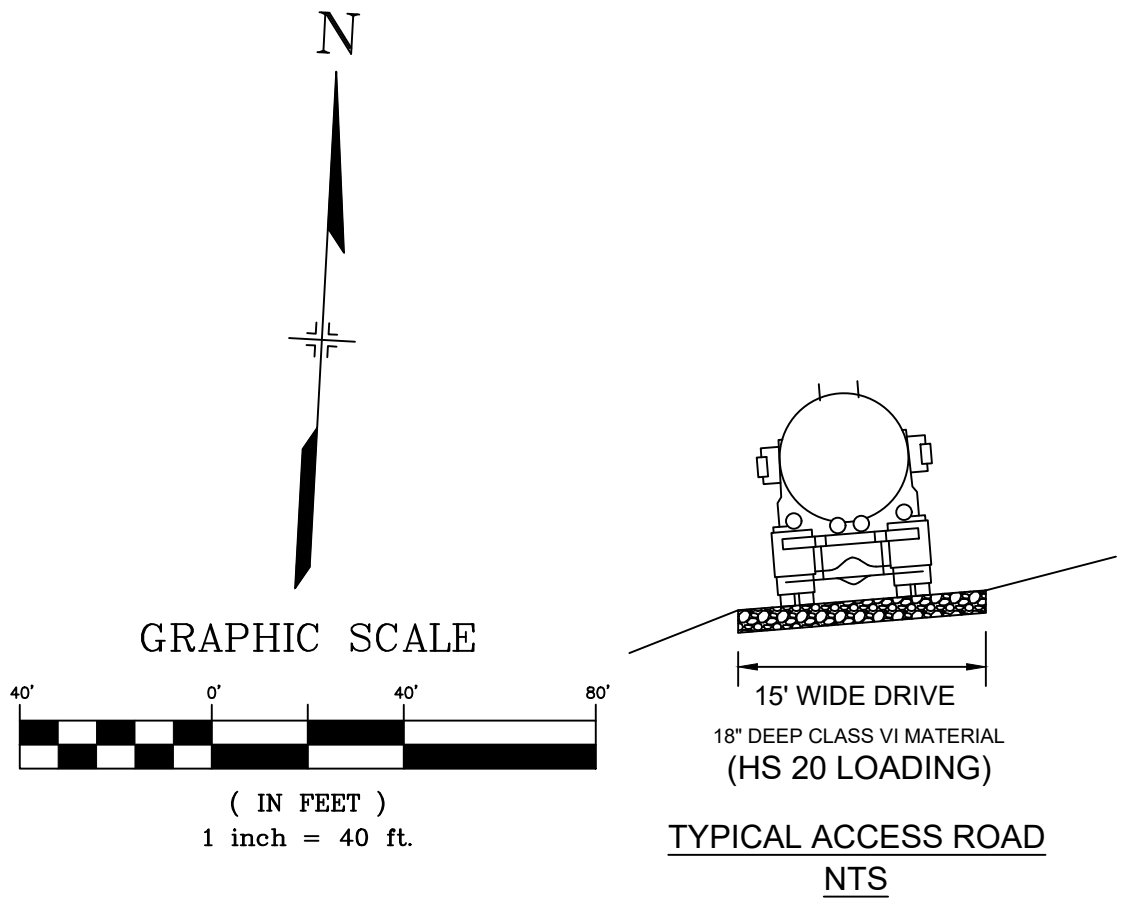 N
GRAPHIC SCALE
40' 0' 40' 80'
( IN FEET )
1 inch = 40 ft.
15' WIDE DRIVE
18" DEEP CLASS VI MATERIAL
(HS 20 LOADING)
TYPICAL ACCESS ROAD
NTS